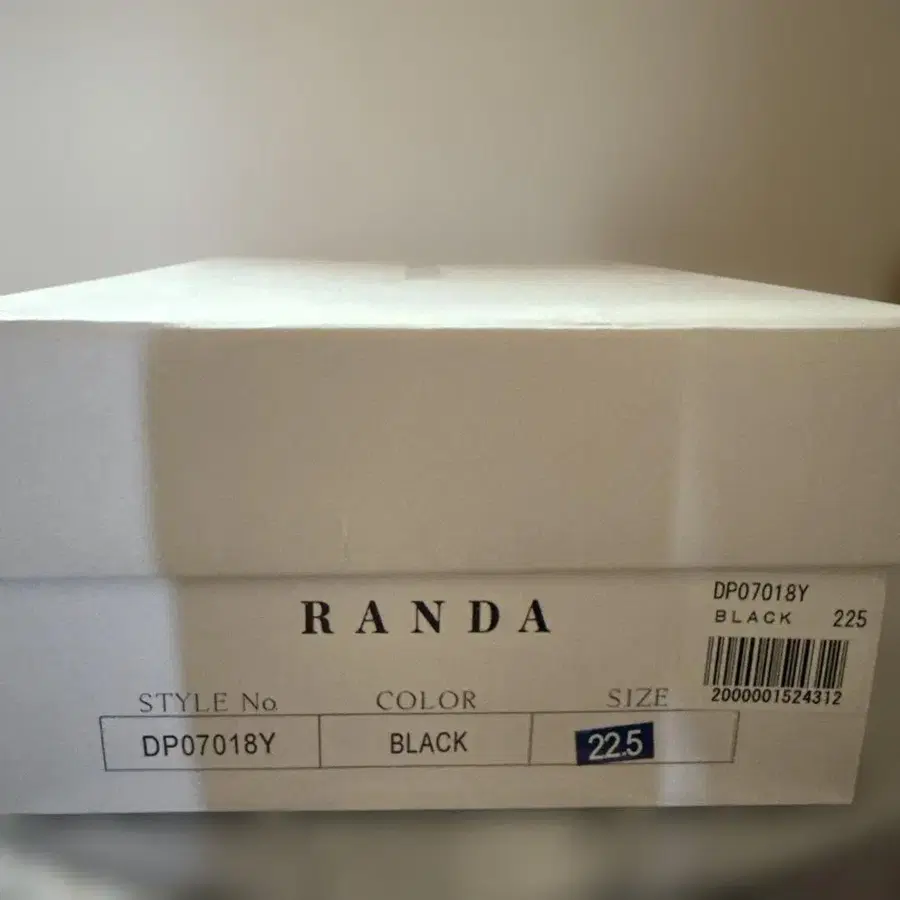 RANDA
STYLE No
COLOR
SIZE
DP07018Y
BLACK
22.5
DP07018Y
BLACK 225
2000001524312